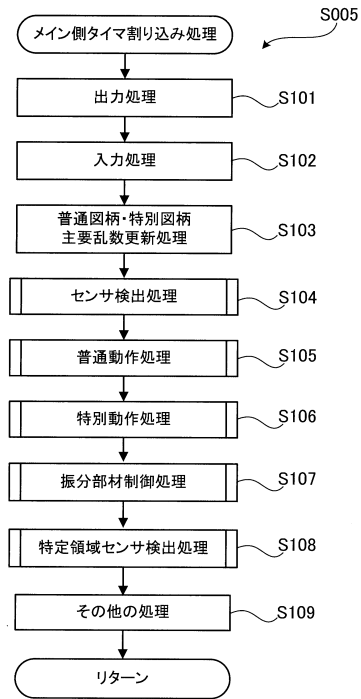 メイン側タイマ割り込み処理
S005
出力処理
S101
入力処理
S102
普通図柄・特別図柄
主要乱数更新処理
S103
センサ検出処理
S104
普通動作処理
S105
特別動作処理
S106
振分部材制御処理
S107
特定領域センサ検出処理
S108
その他の処理
S109
リターン